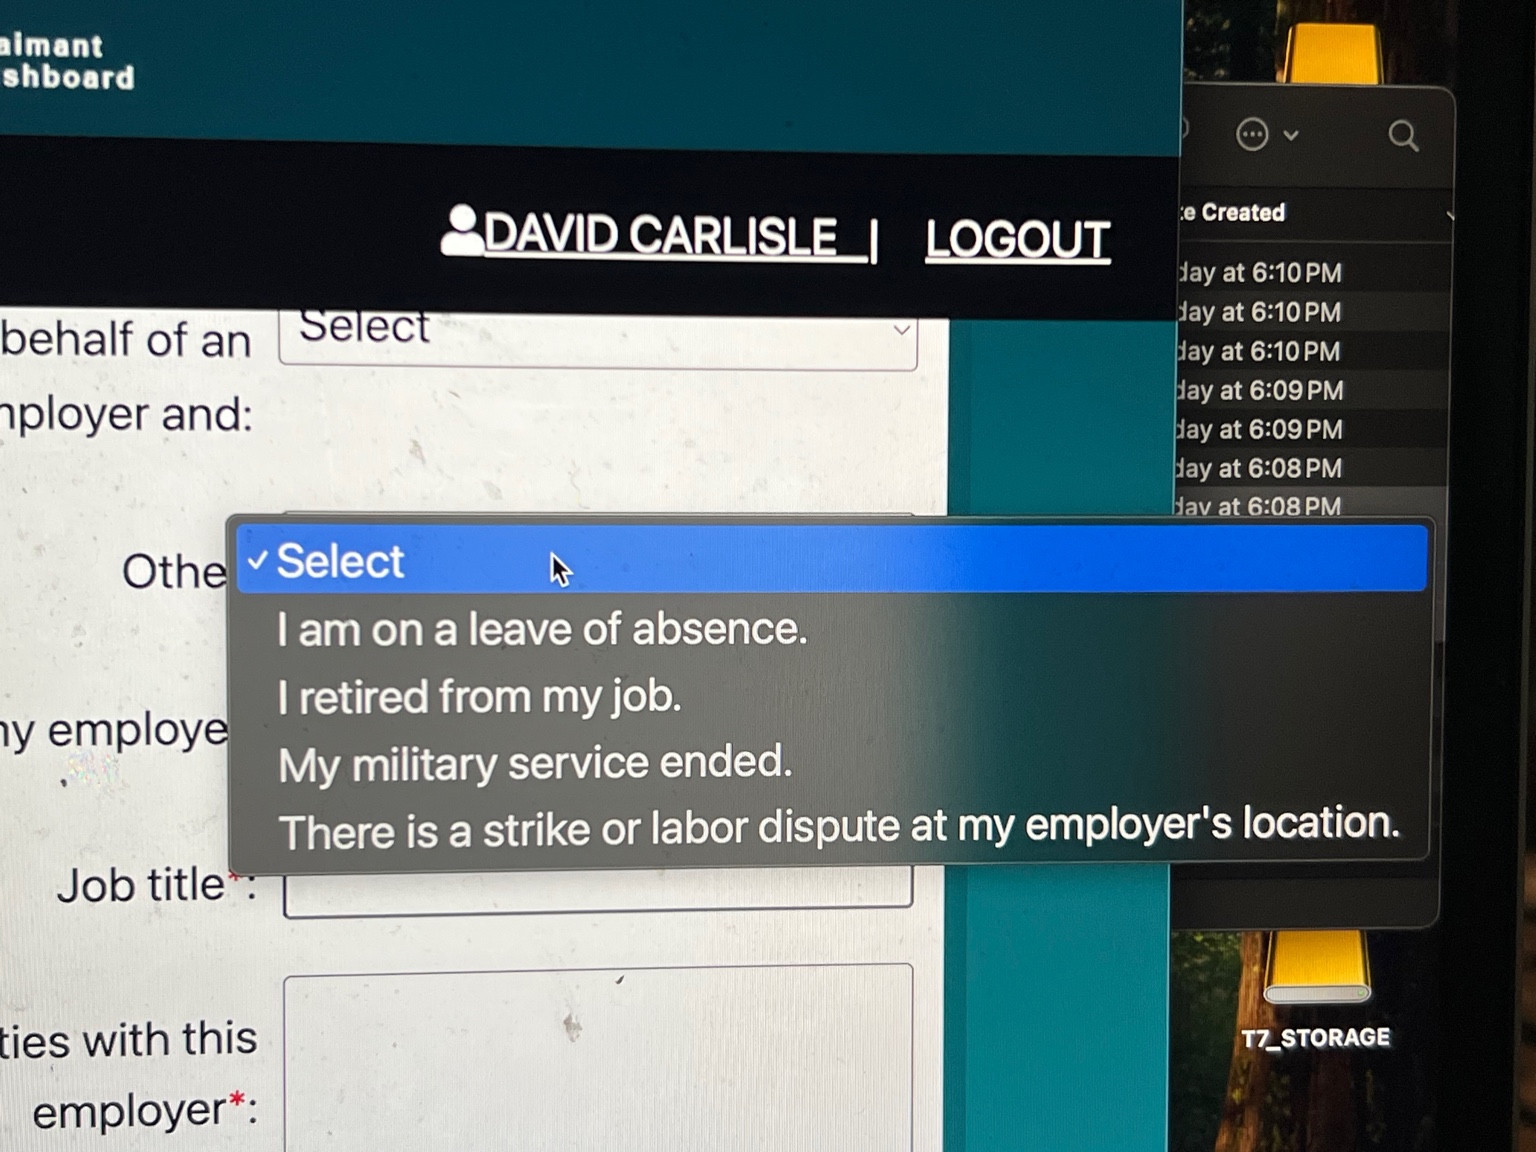 aimant
shboard
DAVID CARLISLE | LOGOUT
te Created
day at 6:10 PM
day at 6:10 PM
day at 6:10 PM
day at 6:09 PM
day at 6:09 PM
day at 6:08 PM
day at 6:08 PM
behalf of an
Select
mployer and:
Othe
✓ Select
I am on a leave of absence.
I retired from my job.
My military service ended.
There is a strike or labor dispute at my employer's location.
my employe
Job title*:
ties with this
employer*:
T7_STORAGE